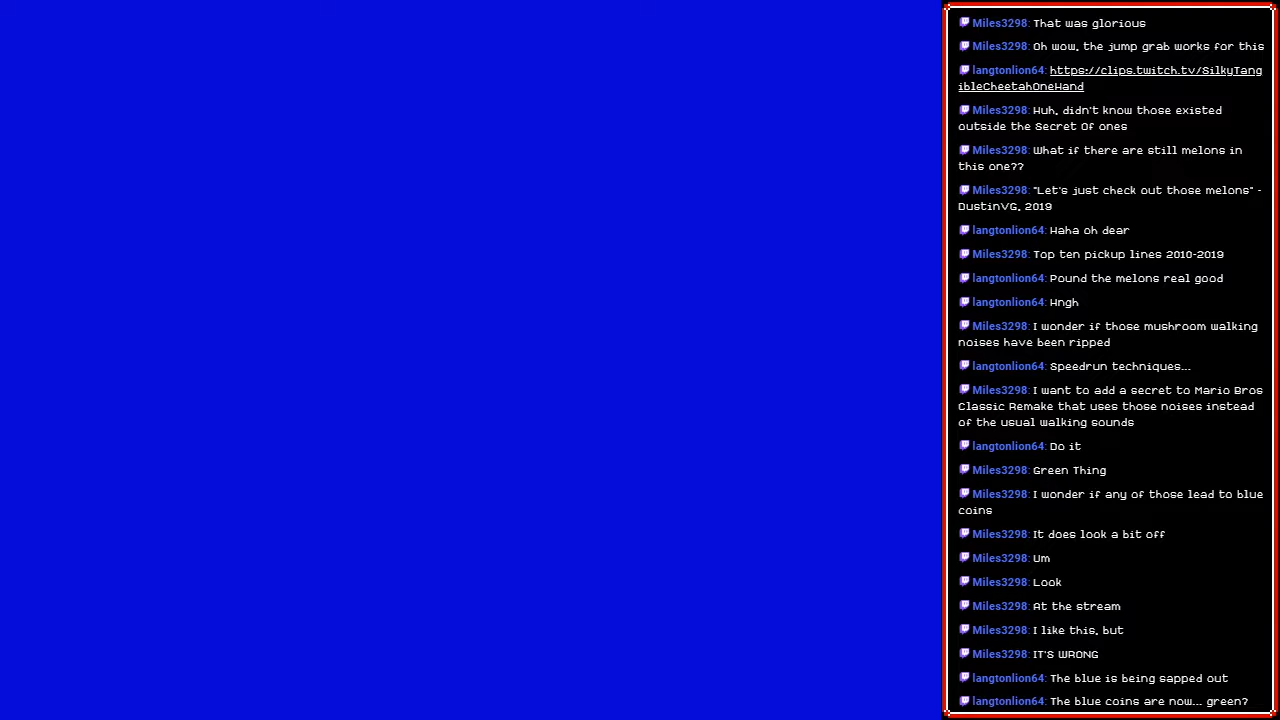 Miles3298: That was glorious
Miles3298: Oh wow, the jump grab works for this
langtonlion64: https://clips.twitch.tv/SilkyTang
ibleCheetahOneHand
Miles3298: Huh, didn't know those existed
outside the Secret Of ones
Miles3298: What if there are still melons in
this one??
Miles3298: "Let's just check out those melons" -
DustinVG, 2019
langtonlion64: Haha oh dear
Miles3298: Top ten pickup lines 2010-2019
langtonlion64: Pound the melons real good
langtonlion64: Hngh
Miles3298: I wonder if those mushroom walking
noises have been ripped
langtonlion64: Speedrun techniques...
Miles3298: I want to add a secret to Mario Bros
Classic Remake that uses those noises instead
of the usual walking sounds
langtonlion64: Do it
Miles3298: Green Thing
Miles3298: I wonder if any of those lead to blue
coins
Miles3298: It does look a bit off
Miles3298: Um
Miles3298: Look
Miles3298: At the stream
Miles3298: I like this, but
Miles3298: IT'S WRONG
langtonlion64: The blue is being sapped out
langtonlion64: The blue coins are now... green?